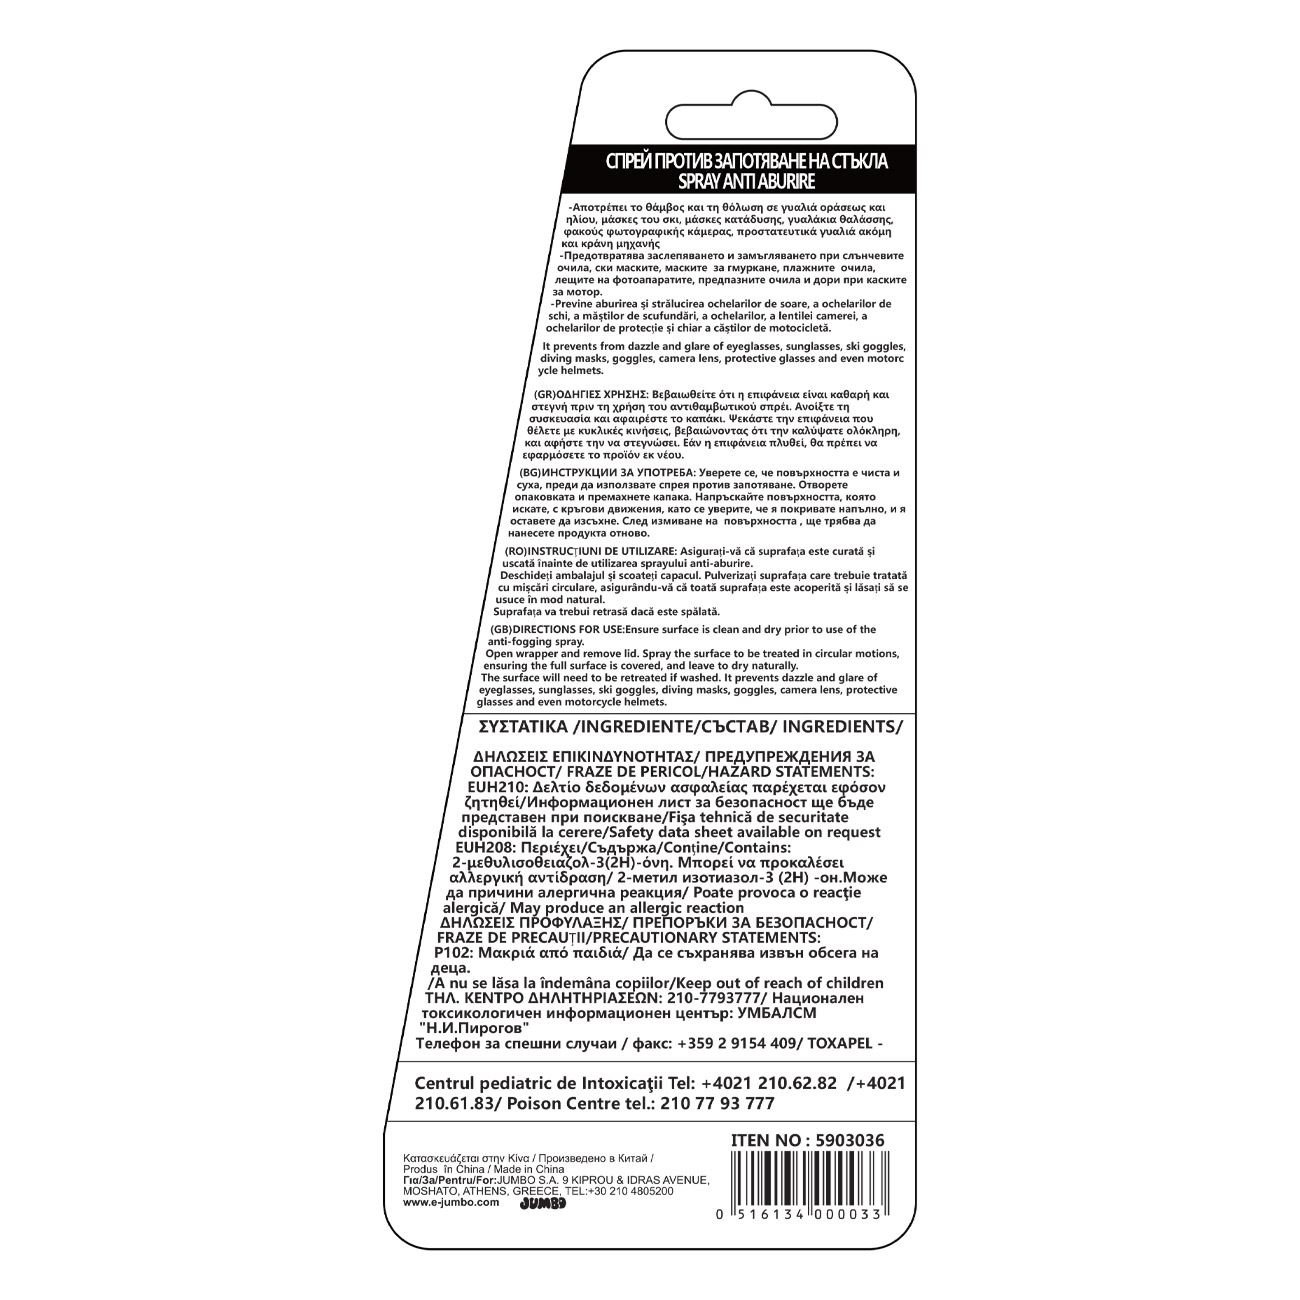 СПРЕЙ ПРОТИВ ЗАПОТЯВАНЕ НА СТЪКЛА
SPRAY ANTI ABURIRE
-Αποτρέπει το θάμβος και τη θόλωση σε γυαλιά οράσεως και
ηλίου, μάσκες του σκι, μάσκες κατάδυσης, γυαλάκια θαλάσσης,
φακούς φωτογραφικής κάμερας, προστατευτικά γυαλιά ακόμη
και κράνη μηχανής
-Предотвратява заслепяването и замъгляването при слънчевите
очила, ски маските, маските за гмуркане, плажните очила,
лещите на фотоапаратите, предпазните очила и дори при каските
за мотор.
-Previne aburirea și strălucirea ochelarilor de soare, a ochelarilor de
schi, a măștilor de scufundări, a ochelarilor, a lentilei camerei, a
ochelarilor de protecție și chiar a căștilor de motocicletă.
It prevents from dazzle and glare of eyeglasses, sunglasses, ski goggles,
diving masks, goggles, camera lens, protective glasses and even motorc
ycle helmets.
(GR)ΟΔΗΓΙΕΣ ΧΡΗΣΗΣ: Βεβαιωθείτε ότι η επιφάνεια είναι καθαρή και
στεγνή πριν τη χρήση του αντιθαμβωτικού σπρέι. Ανοίξτε τη
συσκευασία και αφαιρέστε το καπάκι. Ψεκάστε την επιφάνεια που
θέλετε με κυκλικές κινήσεις, βεβαιώνοντας ότι την καλύψατε ολόκληρη,
και αφήστε την να στεγνώσει. Εάν η επιφάνεια πλυθεί, θα πρέπει να
εφαρμόσετε το προϊόν εκ νέου.
(BG)ИНСТРУКЦИИ ЗА УПОТРЕБА: Уверете се, че повърхността е чиста и
суха, преди да използвате спрея против запотяване. Отворете
опаковката и премахнете капака. Напръскайте повърхността, която
искате, с кръгови движения, като се уверите, че я покривате напълно, и я
оставете да изсъхне. След измиване на повърхността , ще трябва да
нанесете продукта отново.
(RO)INSTRUCȚIUNI DE UTILIZARE: Asigurați-vă că suprafața este curată și
uscată înainte de utilizarea sprayului anti-aburire.
Deschideți ambalajul și scoateți capacul. Pulverizați suprafața care trebuie tratată
cu mișcări circulare, asigurându-vă că toată suprafața este acoperită și lăsați să se
usuce în mod natural.
Suprafața va trebui retrasă dacă este spălată.
(GB)DIRECTIONS FOR USE:Ensure surface is clean and dry prior to use of the
anti-fogging spray.
Open wrapper and remove lid. Spray the surface to be treated in circular motions,
ensuring the full surface is covered, and leave to dry naturally.
The surface will need to be retreated if washed. It prevents dazzle and glare of
eyeglasses, sunglasses, ski goggles, diving masks, goggles, camera lens, protective
glasses and even motorcycle helmets.
ΣΥΣΤΑΤΙΚΑ /INGREDIENTE/СЪСТАВ/ INGREDIENTS/
ΔΗΛΩΣΕΙΣ ΕΠΙΚΙΝΔΥΝΟΤΗΤΑΣ/ ПРЕДУПРЕЖДЕНИЯ ЗА
ОПАСНОСТ/ FRAZE DE PERICOL/HAZARD STATEMENTS:
EUH210: Δελτίο δεδομένων ασφαλείας παρέχεται εφόσον
ζητηθεί/Информационен лист за безопасност ще бъде
представен при поискване/Fişa tehnică de securitate
disponibilă la cerere/Safety data sheet available on request
EUH208: Περιέχει/Съдържа/Conține/Contains:
2-μεθυλισοθειαζολ-3(2H)-όνη. Μπορεί να προκαλέσει
αλλεργική αντίδραση/ 2-метил изотиазол-3 (2H) -он.Може
да причини алергична реакция/ Poate provoca o reacţie
alergică/ May produce an allergic reaction
ΔΗΛΩΣΕΙΣ ΠΡΟΦΥΛΑΞΗΣ/ ПРЕПОРЪКИ ЗА БЕЗОПАСНОСТ/
FRAZE DE PRECAUȚII/PRECAUTIONARY STATEMENTS:
P102: Μακριά από παιδιά/ Да се съхранява извън обсега на
деца.
/A nu se lăsa la îndemâna copiilor/Keep out of reach of children
ΤΗΛ. ΚΕΝΤΡΟ ΔΗΛΗΤΗΡΙΑΣΕΩΝ: 210-7793777/ Национален
токсикологичен информационен център: УМБАЛСМ
"Н.И.Пирогов"
Телефон за спешни случаи / факс: +359 2 9154 409/ TOXAPEL -
Centrul pediatric de Intoxicaţii Tel: +4021 210.62.82 /+4021
210.61.83/ Poison Centre tel.: 210 77 93 777
ITEN NO : 5903036
Κατασκευάζεται στην Κίνα / Произведено в Китай /
Produs în China / Made in China
Για/За/Pentru/For:JUMBO S.A. 9 KIPROU & IDRAS AVENUE,
MOSHATO, ATHENS, GREECE, TEL:+30 210 4805200
www.e-jumbo.com JUMBO
0 516134 000033